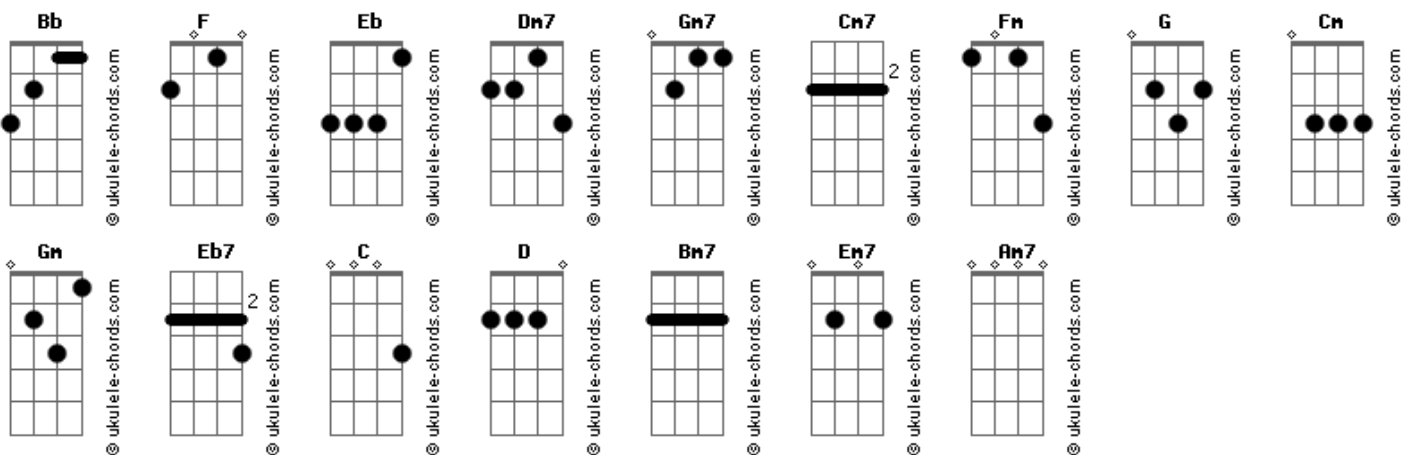 Bb F Eb Dm7 Gm7 Cm7 Fm G Cm
2
© ukulele-chords.com © ukulele-chords.com © ukulele-chords.com © ukulele-chords.com © ukulele-chords.com © ukulele-chords.com © ukulele-chords.com © ukulele-chords.com © ukulele-chords.com
Gm Eb7 C D Bm7 Em7 Am7
2
© ukulele-chords.com © ukulele-chords.com © ukulele-chords.com © ukulele-chords.com © ukulele-chords.com © ukulele-chords.com © ukulele-chords.com